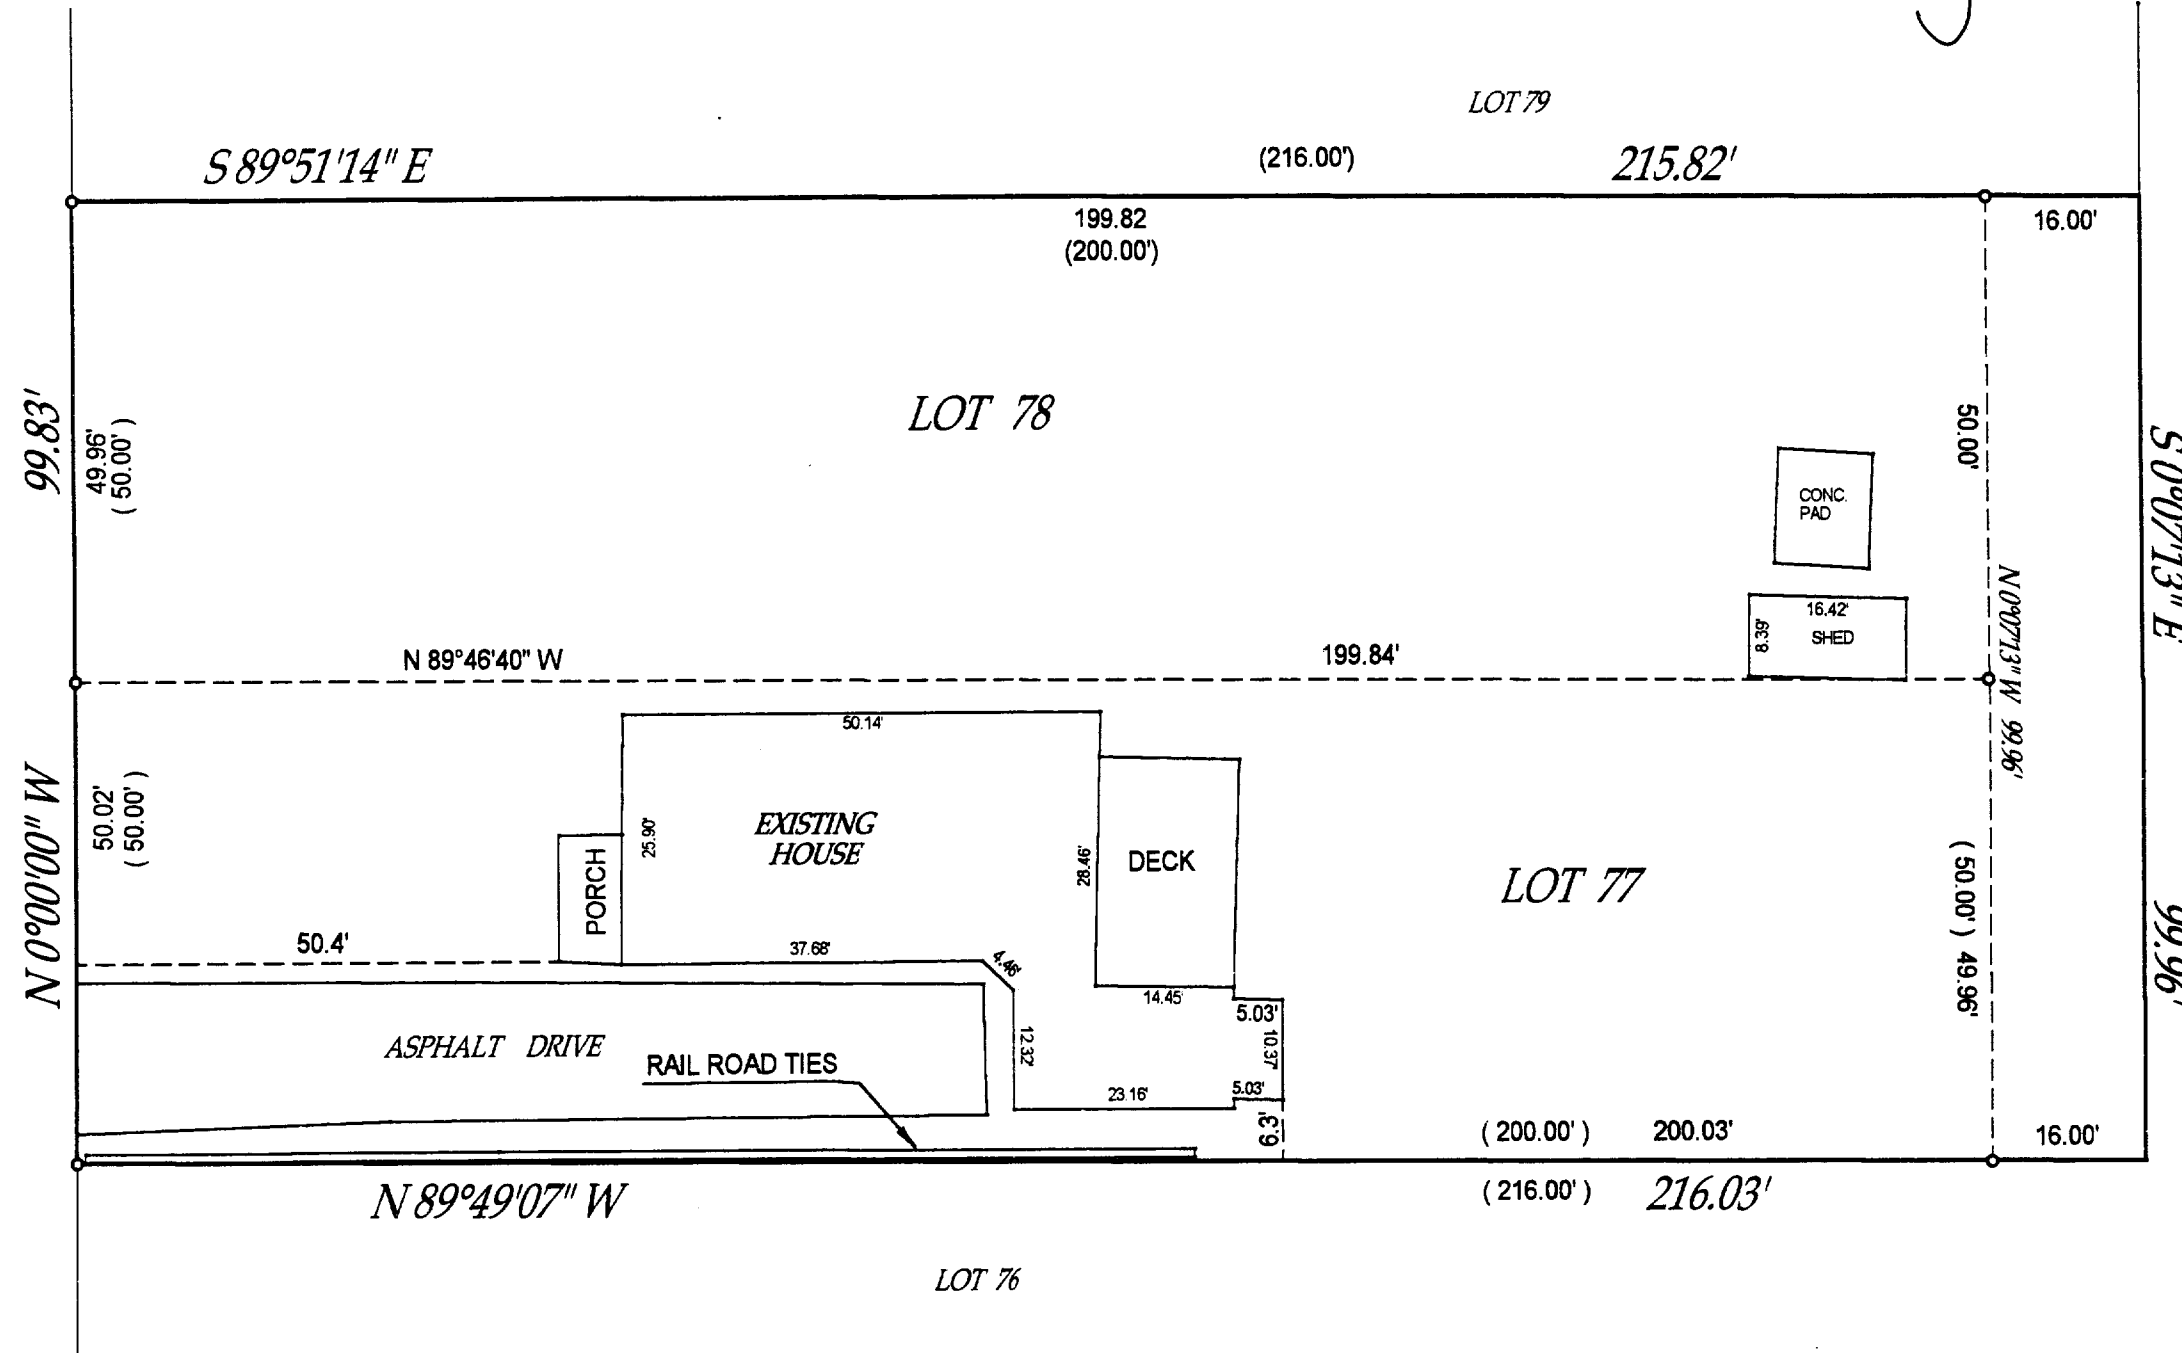 LOT 79
S 89°51'14" E
(216.00')
215.82'
199.82
(200.00')
16.00'
LOT 78
99.83'
49.96'
( 50.00' )
50.00'
CONC.
PAD
S 0°07'13" E
16.42'
8.39'
SHED
N 89°46'40" W
199.84'
N 0°07'13" W 99.96'
50.14'
50.02'
( 50.00' )
N 0°00'00" W
EXISTING
HOUSE
25.90'
PORCH
28.46'
DECK
LOT 77
( 50.00' ) 49.96'
99.96'
50.4'
37.68'
4.46'
14.45'
5.03'
10.37'
12.32'
ASPHALT DRIVE
RAIL ROAD TIES
23.16'
5.03'
6.3'
( 200.00' )
200.03'
16.00'
N 89°49'07" W
( 216.00' )
216.03'
LOT 76